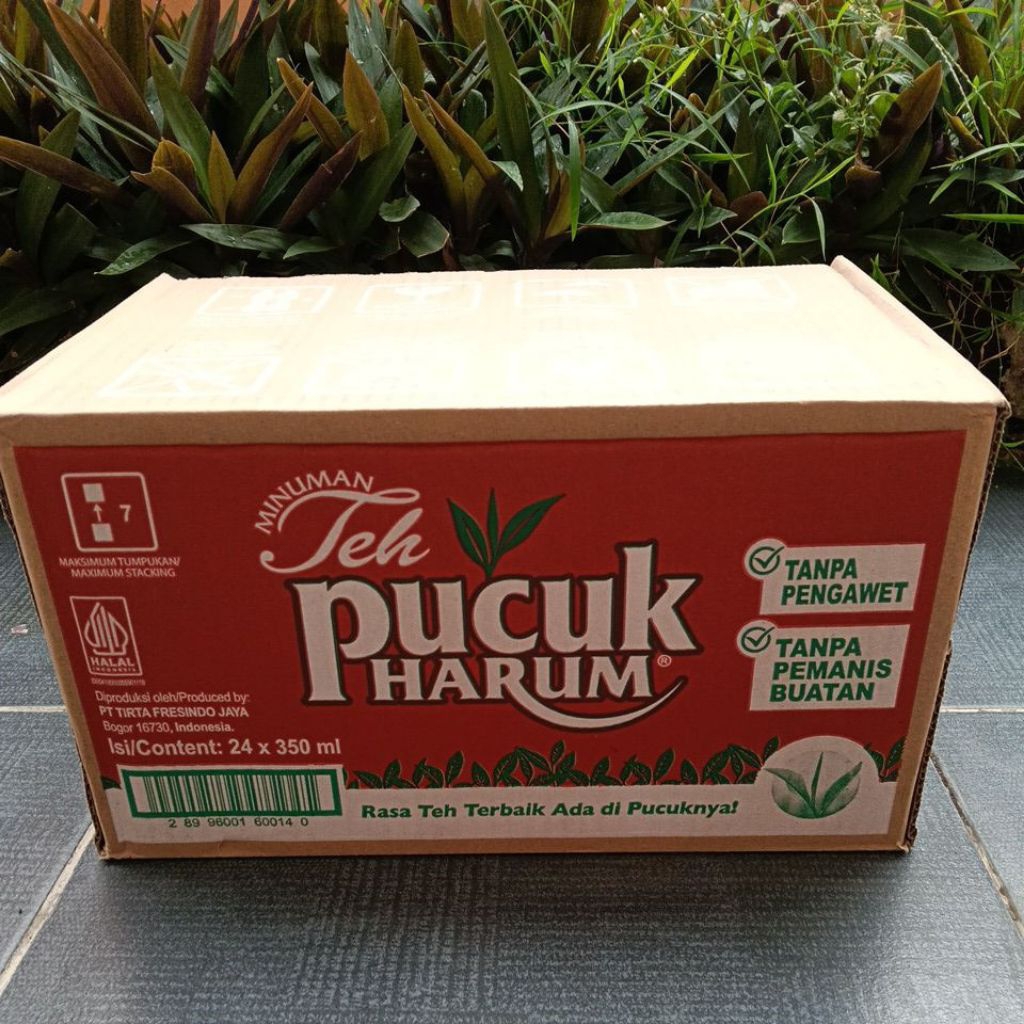 7
MAKSIMUM TUMPUKAN/
MAXIMUM STACKING
HALAL
INDONESIA
Diproduksi oleh/Produced by:
PT TIRTA FRESINDO JAYA
Bogor 16730, Indonesia.
Isi/Content: 24 x 350 ml
2 89 96001 60014 0
MINUMAN
Teh
pucuk
HARUM®
TANPA
PENGAWET
TANPA
PEMANIS
BUATAN
Rasa Teh Terbaik Ada di Pucuknya!